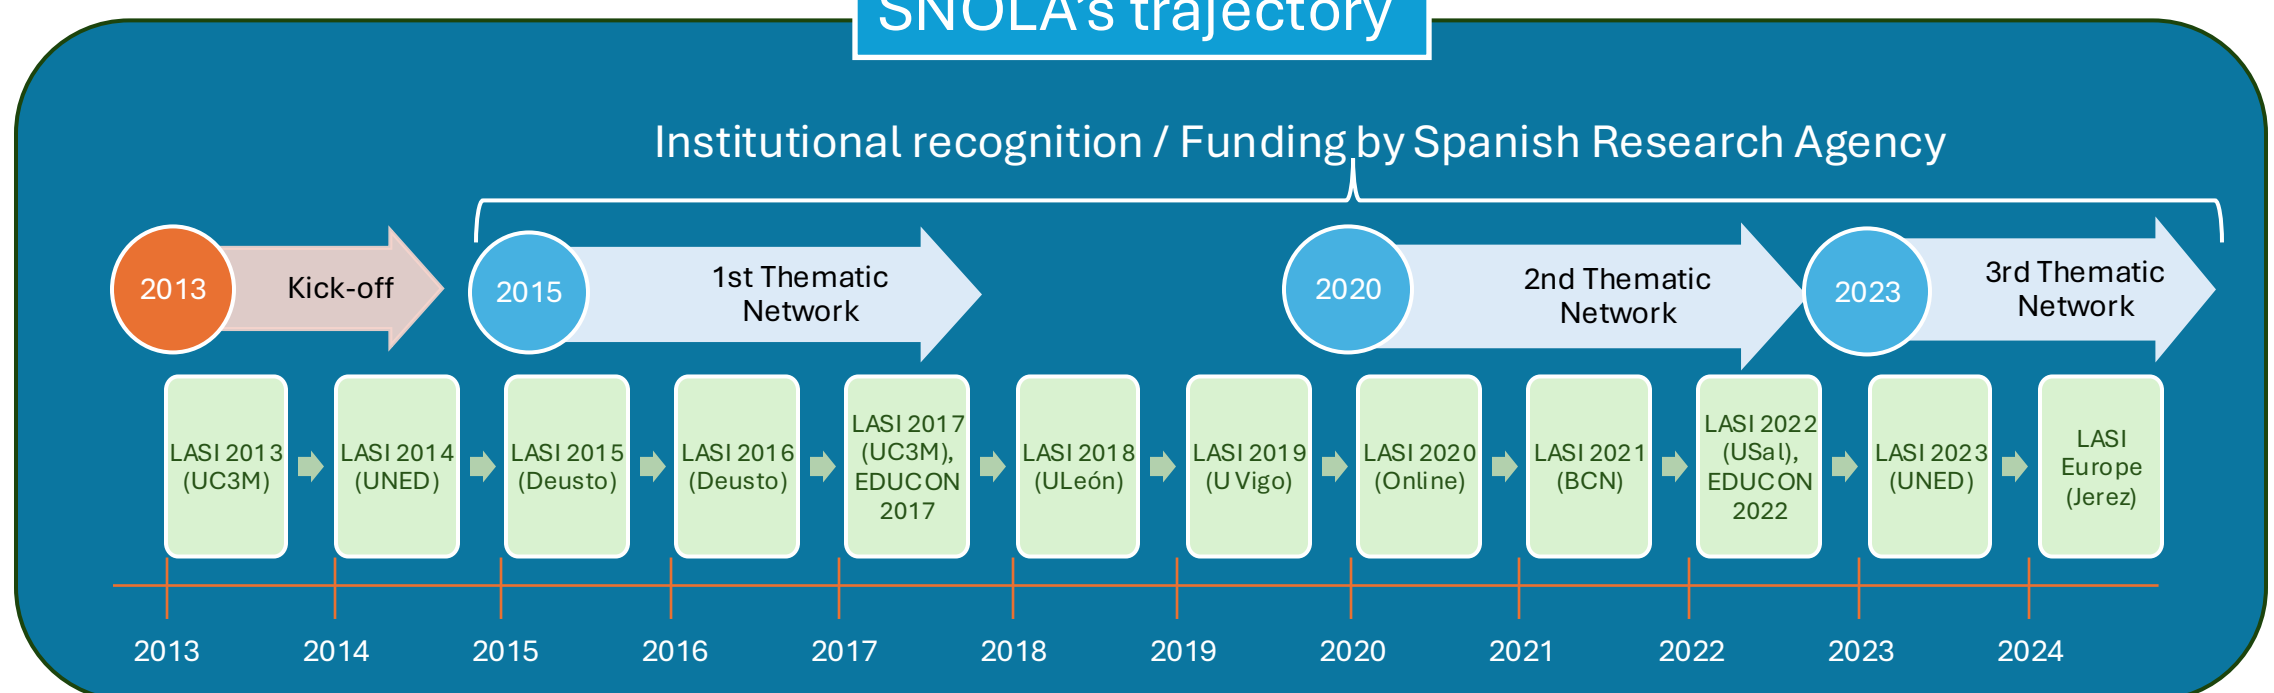 SNOLA's trajectory
Institutional recognition / Funding by Spanish Research Agency
2013
Kick-off
2015
1st Thematic
Network
2020
2nd Thematic
Network
2023
3rd Thematic
Network
LASI 2013
(UC3M)
LASI 2014
(UNED)
LASI 2015
(Deusto)
LASI 2016
(Deusto)
LASI 2017
(UC3M),
EDUCON
2017
LASI 2018
(ULeón)
LASI 2019
(U Vigo)
LASI 2020
(Online)
LASI 2021
(BCN)
LASI 2022
(USal),
EDUCON
2022
LASI 2023
(UNED)
LASI
Europe
(Jerez)
2013
2014
2015
2016
2017
2018
2019
2020
2021
2022
2023
2024